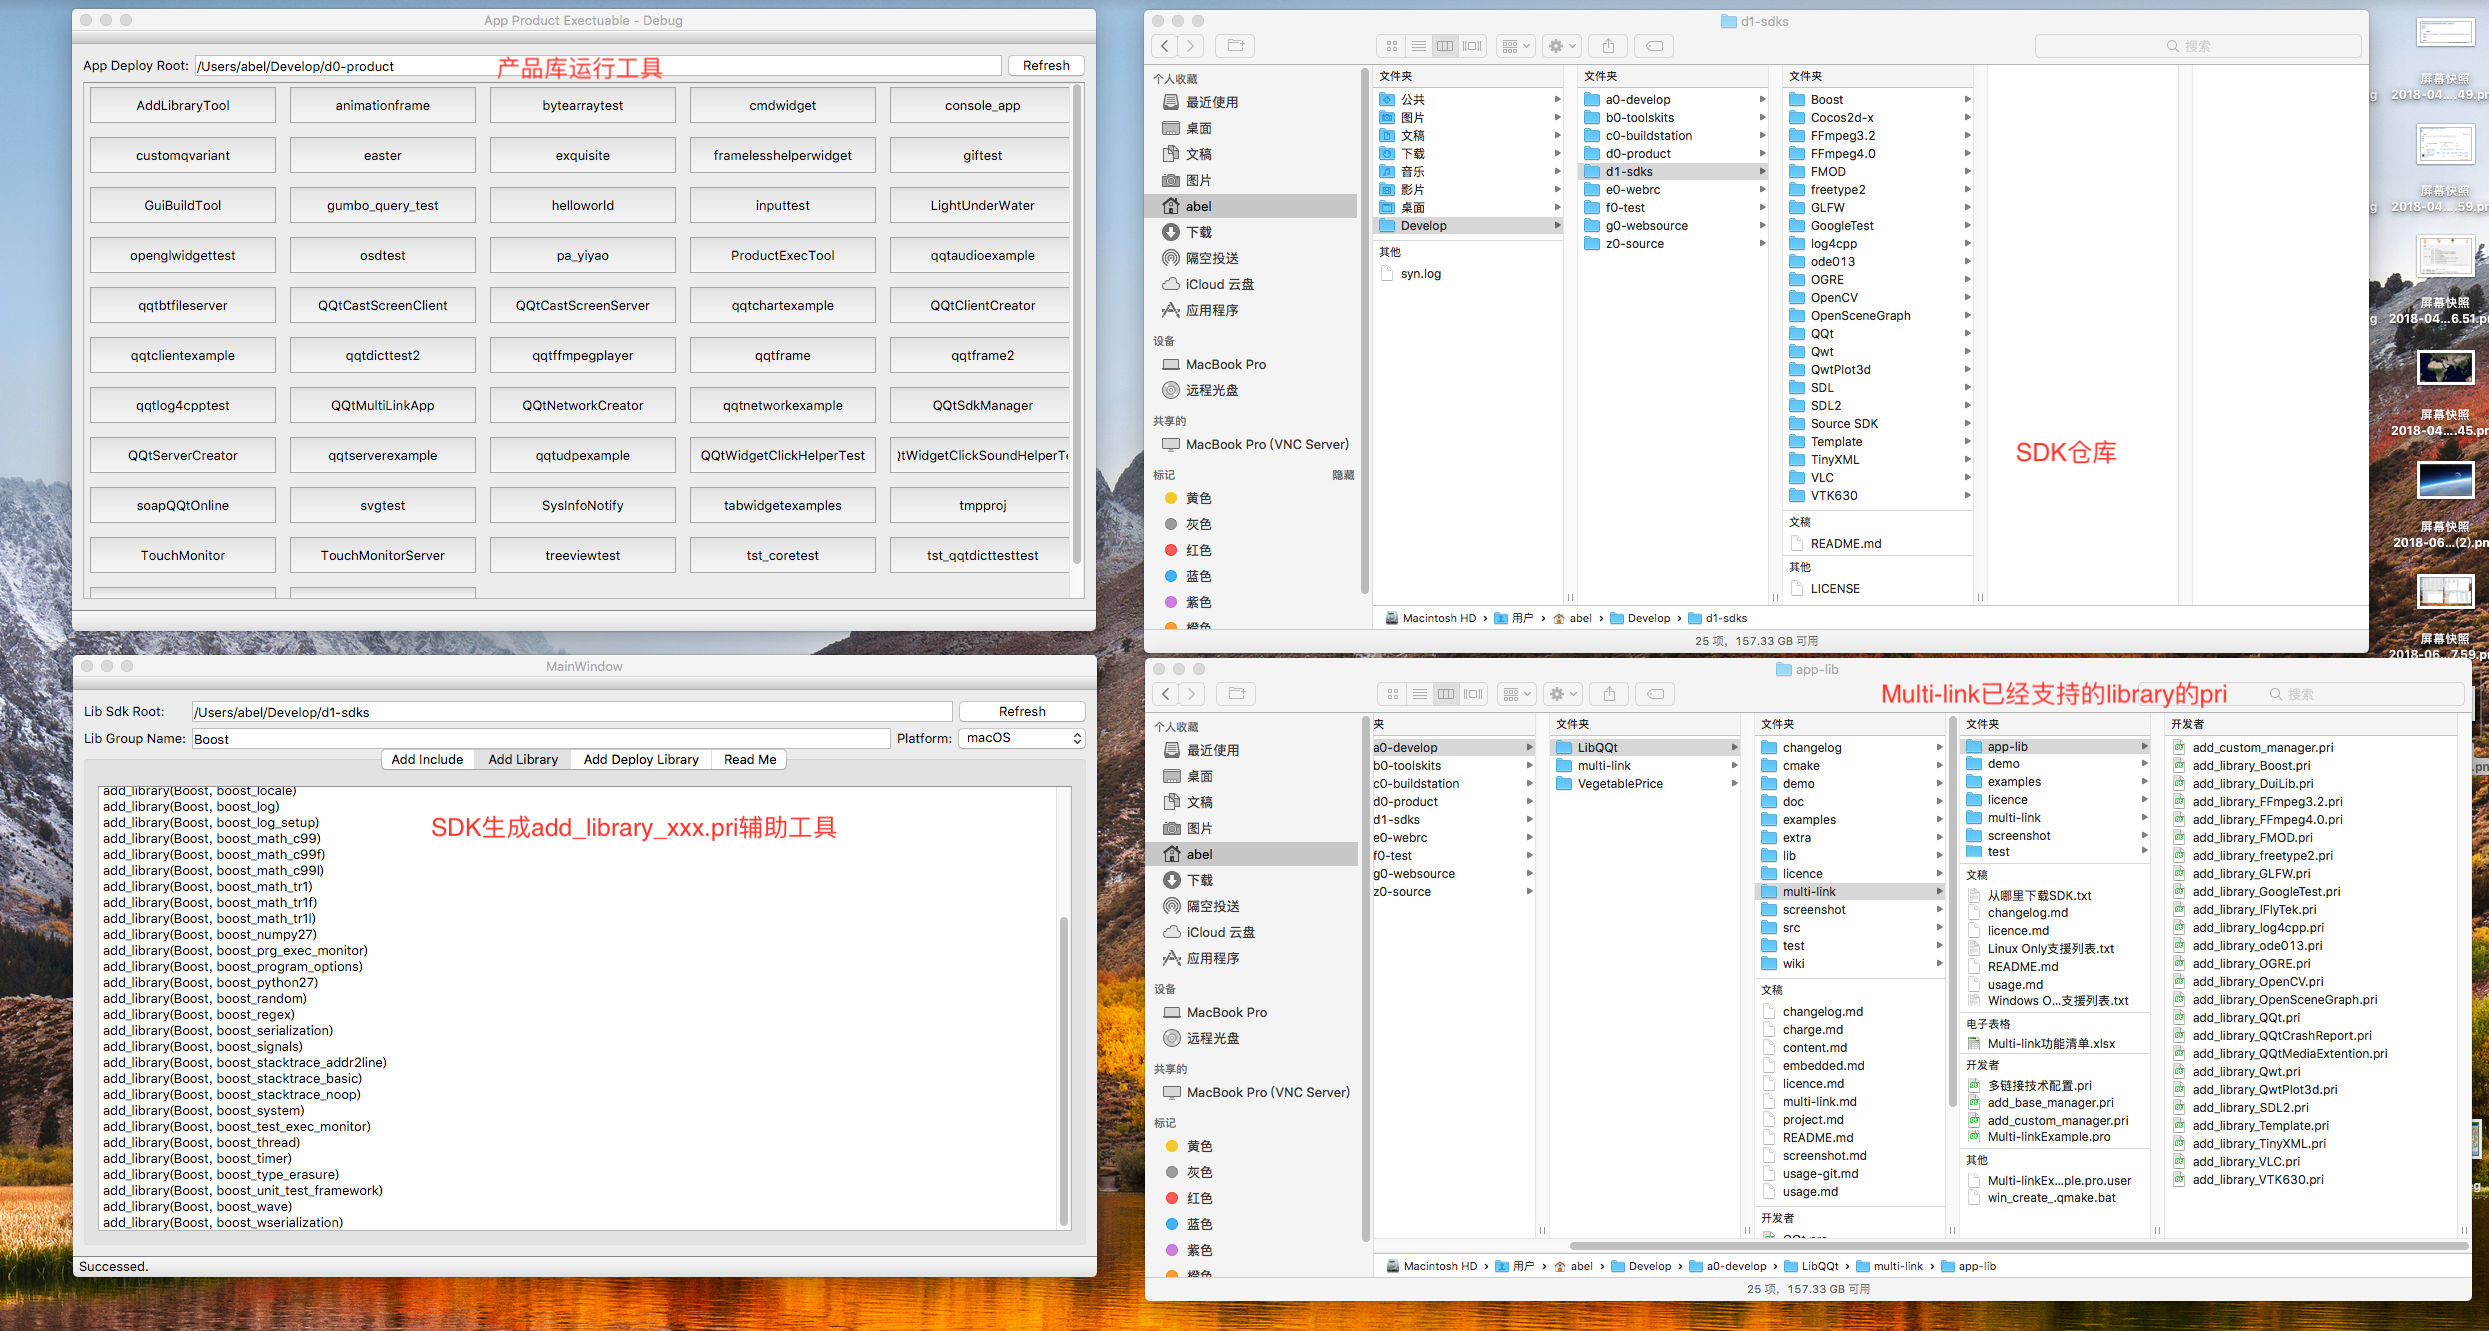 App Product Exectuable - Debug
App Deploy Root: /Users/abel/Develop/d0-product 产品库运行工具 Refresh
AddLibraryTool animationframe bytearraytest cmdwidget console_app
customqvariant easter exquisite framelesshelperwidget giftest
GuiBuildTool gumbo_query_test helloworld inputtest LightUnderWater
openglwidgettest osdtest pa_yiyao ProductExecTool qqtaudioexample
qqtbtfileserver QQtCastScreenClient QQtCastScreenServer qqtchartexample QQtClientCreator
qqtclientexample qqtdicttest2 qqtffmpegplayer qqtframe qqtframe2
qqtlog4cpptest QQtMultiLinkApp QQtNetworkCreator qqtnetworkexample QQtSdkManager
QQtServerCreator qqtserverexample qqtudpexample QQtWidgetClickHelperTest tWidgetClickSoundHelperTe
soapQQtOnline svgtest SysInfoNotify tabwidgetexamples tmpproj
TouchMonitor TouchMonitorServer treeviewtest tst_coretest tst_qqtdicttesttest
d1-sdks
搜索
个人收藏
最近使用
桌面
文稿
图片
abel
下载
隔空投送
iCloud 云盘
应用程序
设备
MacBook Pro
远程光盘
共享的
MacBook Pro (VNC Server)
标记 隐藏
黄色
灰色
红色
蓝色
紫色
橙色
文件夹
公共
图片
文稿
下载
音乐
影片
桌面
Develop
其他
syn.log
文件夹
a0-develop
b0-toolskits
c0-buildstation
d0-product
d1-sdks
e0-webrc
f0-test
g0-websource
z0-source
文件夹
Boost
Cocos2d-x
FFmpeg3.2
FFmpeg4.0
FMOD
freetype2
GLFW
GoogleTest
log4cpp
ode013
OGRE
OpenCV
OpenSceneGraph
QQt
Qwt
QwtPlot3d
SDL
SDL2
Source SDK
Template
TinyXML
VLC
VTK630
文稿
README.md
其他
LICENSE
SDK仓库
Macintosh HD › 用户 › abel › Develop › d1-sdks
25 项，157.33 GB 可用
屏幕快照
2018-04....49.pn
屏幕快照
2018-04....59.pn
屏幕快照
2018-04...6.51.pn
屏幕快照
2018-04....45.pn
屏幕快照
2018-06...(2).pn
屏幕快照
2018-06...7.59.pn
MainWindow
Lib Sdk Root: /Users/abel/Develop/d1-sdks Refresh
Lib Group Name: Boost Platform: macOS
Add Include Add Library Add Deploy Library Read Me
SDK生成add_library_xxx.pri辅助工具
add_library(Boost, boost_locale)
add_library(Boost, boost_log)
add_library(Boost, boost_log_setup)
add_library(Boost, boost_math_c99)
add_library(Boost, boost_math_c99f)
add_library(Boost, boost_math_c99l)
add_library(Boost, boost_math_tr1)
add_library(Boost, boost_math_tr1f)
add_library(Boost, boost_math_tr1l)
add_library(Boost, boost_numpy27)
add_library(Boost, boost_prg_exec_monitor)
add_library(Boost, boost_program_options)
add_library(Boost, boost_python27)
add_library(Boost, boost_random)
add_library(Boost, boost_regex)
add_library(Boost, boost_serialization)
add_library(Boost, boost_signals)
add_library(Boost, boost_stacktrace_addr2line)
add_library(Boost, boost_stacktrace_basic)
add_library(Boost, boost_stacktrace_noop)
add_library(Boost, boost_system)
add_library(Boost, boost_test_exec_monitor)
add_library(Boost, boost_thread)
add_library(Boost, boost_timer)
add_library(Boost, boost_type_erasure)
add_library(Boost, boost_unit_test_framework)
add_library(Boost, boost_wave)
add_library(Boost, boost_wserialization)
Successed.
app-lib
Multi-link已经支持的library的pri
搜索
个人收藏
最近使用
桌面
文稿
图片
abel
下载
隔空投送
iCloud 云盘
应用程序
设备
MacBook Pro
远程光盘
共享的
MacBook Pro (VNC Server)
标记
黄色
灰色
红色
蓝色
紫色
橙色
夹
a0-develop
b0-toolskits
c0-buildstation
d0-product
d1-sdks
e0-webrc
f0-test
g0-websource
z0-source
文件夹
LibQQt
multi-link
VegetablePrice
文件夹
changelog
cmake
demo
doc
examples
extra
lib
licence
multi-link
screenshot
src
test
wiki
文稿
changelog.md
charge.md
content.md
embedded.md
licence.md
multi-link.md
project.md
README.md
screenshot.md
usage-git.md
usage.md
开发者
QQt.pro
文件夹
app-lib
demo
examples
licence
multi-link
screenshot
test
文稿
从哪里下载SDK.txt
changelog.md
licence.md
Linux Only支援列表.txt
README.md
usage.md
Windows O...支援列表.txt
电子表格
Multi-link功能清单.xlsx
开发者
多链接技术配置.pri
add_base_manager.pri
add_custom_manager.pri
Multi-linkExample.pro
其他
Multi-linkEx...ple.pro.user
win_create_.qmake.bat
开发者
add_custom_manager.pri
add_library_Boost.pri
add_library_DuiLib.pri
add_library_FFmpeg3.2.pri
add_library_FFmpeg4.0.pri
add_library_FMOD.pri
add_library_freetype2.pri
add_library_GLFW.pri
add_library_GoogleTest.pri
add_library_IFlyTek.pri
add_library_log4cpp.pri
add_library_ode013.pri
add_library_OGRE.pri
add_library_OpenCV.pri
add_library_OpenSceneGraph.pri
add_library_QQt.pri
add_library_QQtCrashReport.pri
add_library_QQtMediaExtention.pri
add_library_Qwt.pri
add_library_QwtPlot3d.pri
add_library_SDL2.pri
add_library_Template.pri
add_library_TinyXML.pri
add_library_VLC.pri
add_library_VTK630.pri
Macintosh HD › 用户 › abel › Develop › a0-develop › LibQQt › multi-link › app-lib
25 项，157.33 GB 可用